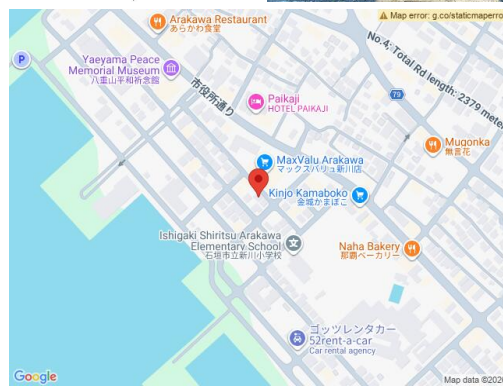 Arakawa Restaurant
あらかわ食堂
Map error: g.co/staticmaperro
Yaeyama Peace
Memorial Museum
八重山平和祈念館
P
No.4; Total Rd length: 2379 meter
市役所通り
79
Paikaji
HOTEL PAIKAJI
Mugonka
無音花
MaxValu Arakawa
マックスバリュ新川店
Kinjo Kamaboko
金城かまぼこ
Ishigaki Shiritsu Arakawa
Elementary School
石垣市立新川小学校
Naha Bakery
那覇ベーカリー
ゴッツレンタカー
52rent-a-car
Car rental agency
Google
Map data ©2026